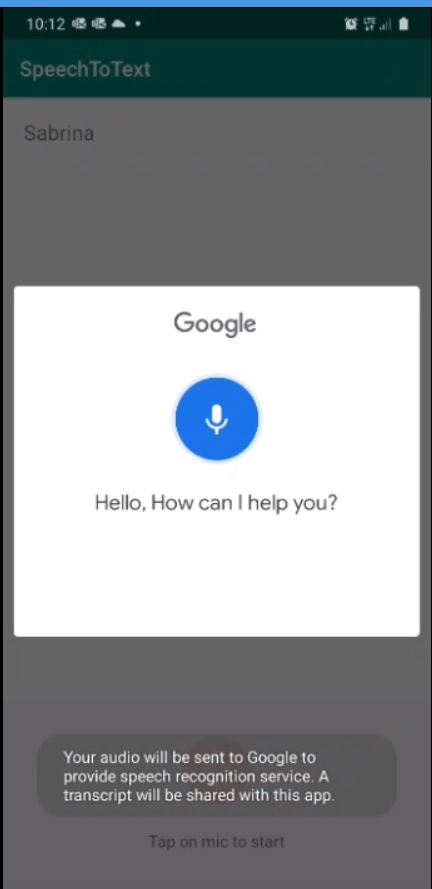 10:12
SpeechToText
Sabrina
Google
Hello, How can I help you?
Your audio will be sent to Google to
provide speech recognition service. A
transcript will be shared with this app.
Tap on mic to start